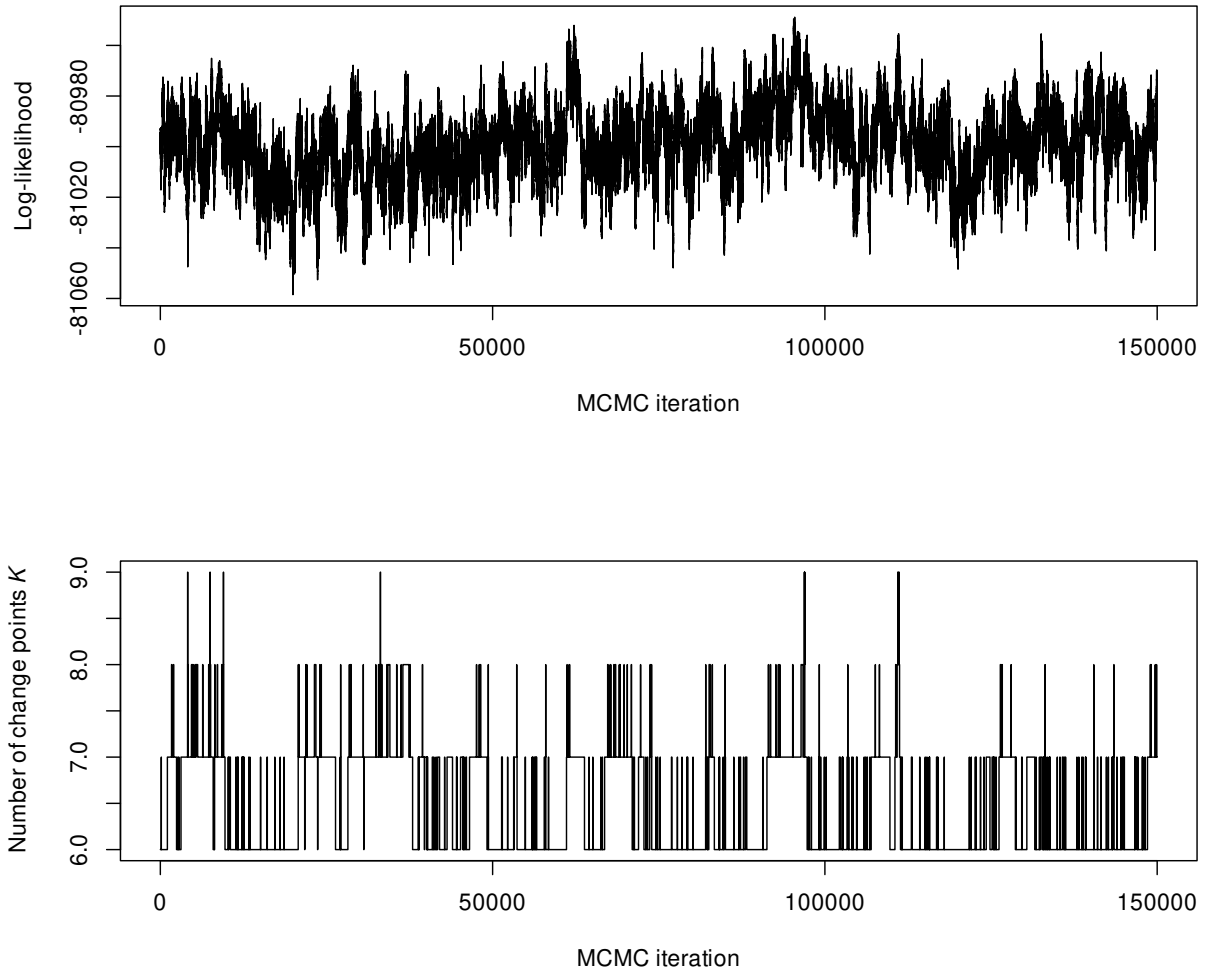 Log-likelihood
-80980
-81020
-81060
0 50000 100000 150000
MCMC iteration
Number of change points K
9.0
8.0
7.0
6.0
0 50000 100000 150000
MCMC iteration